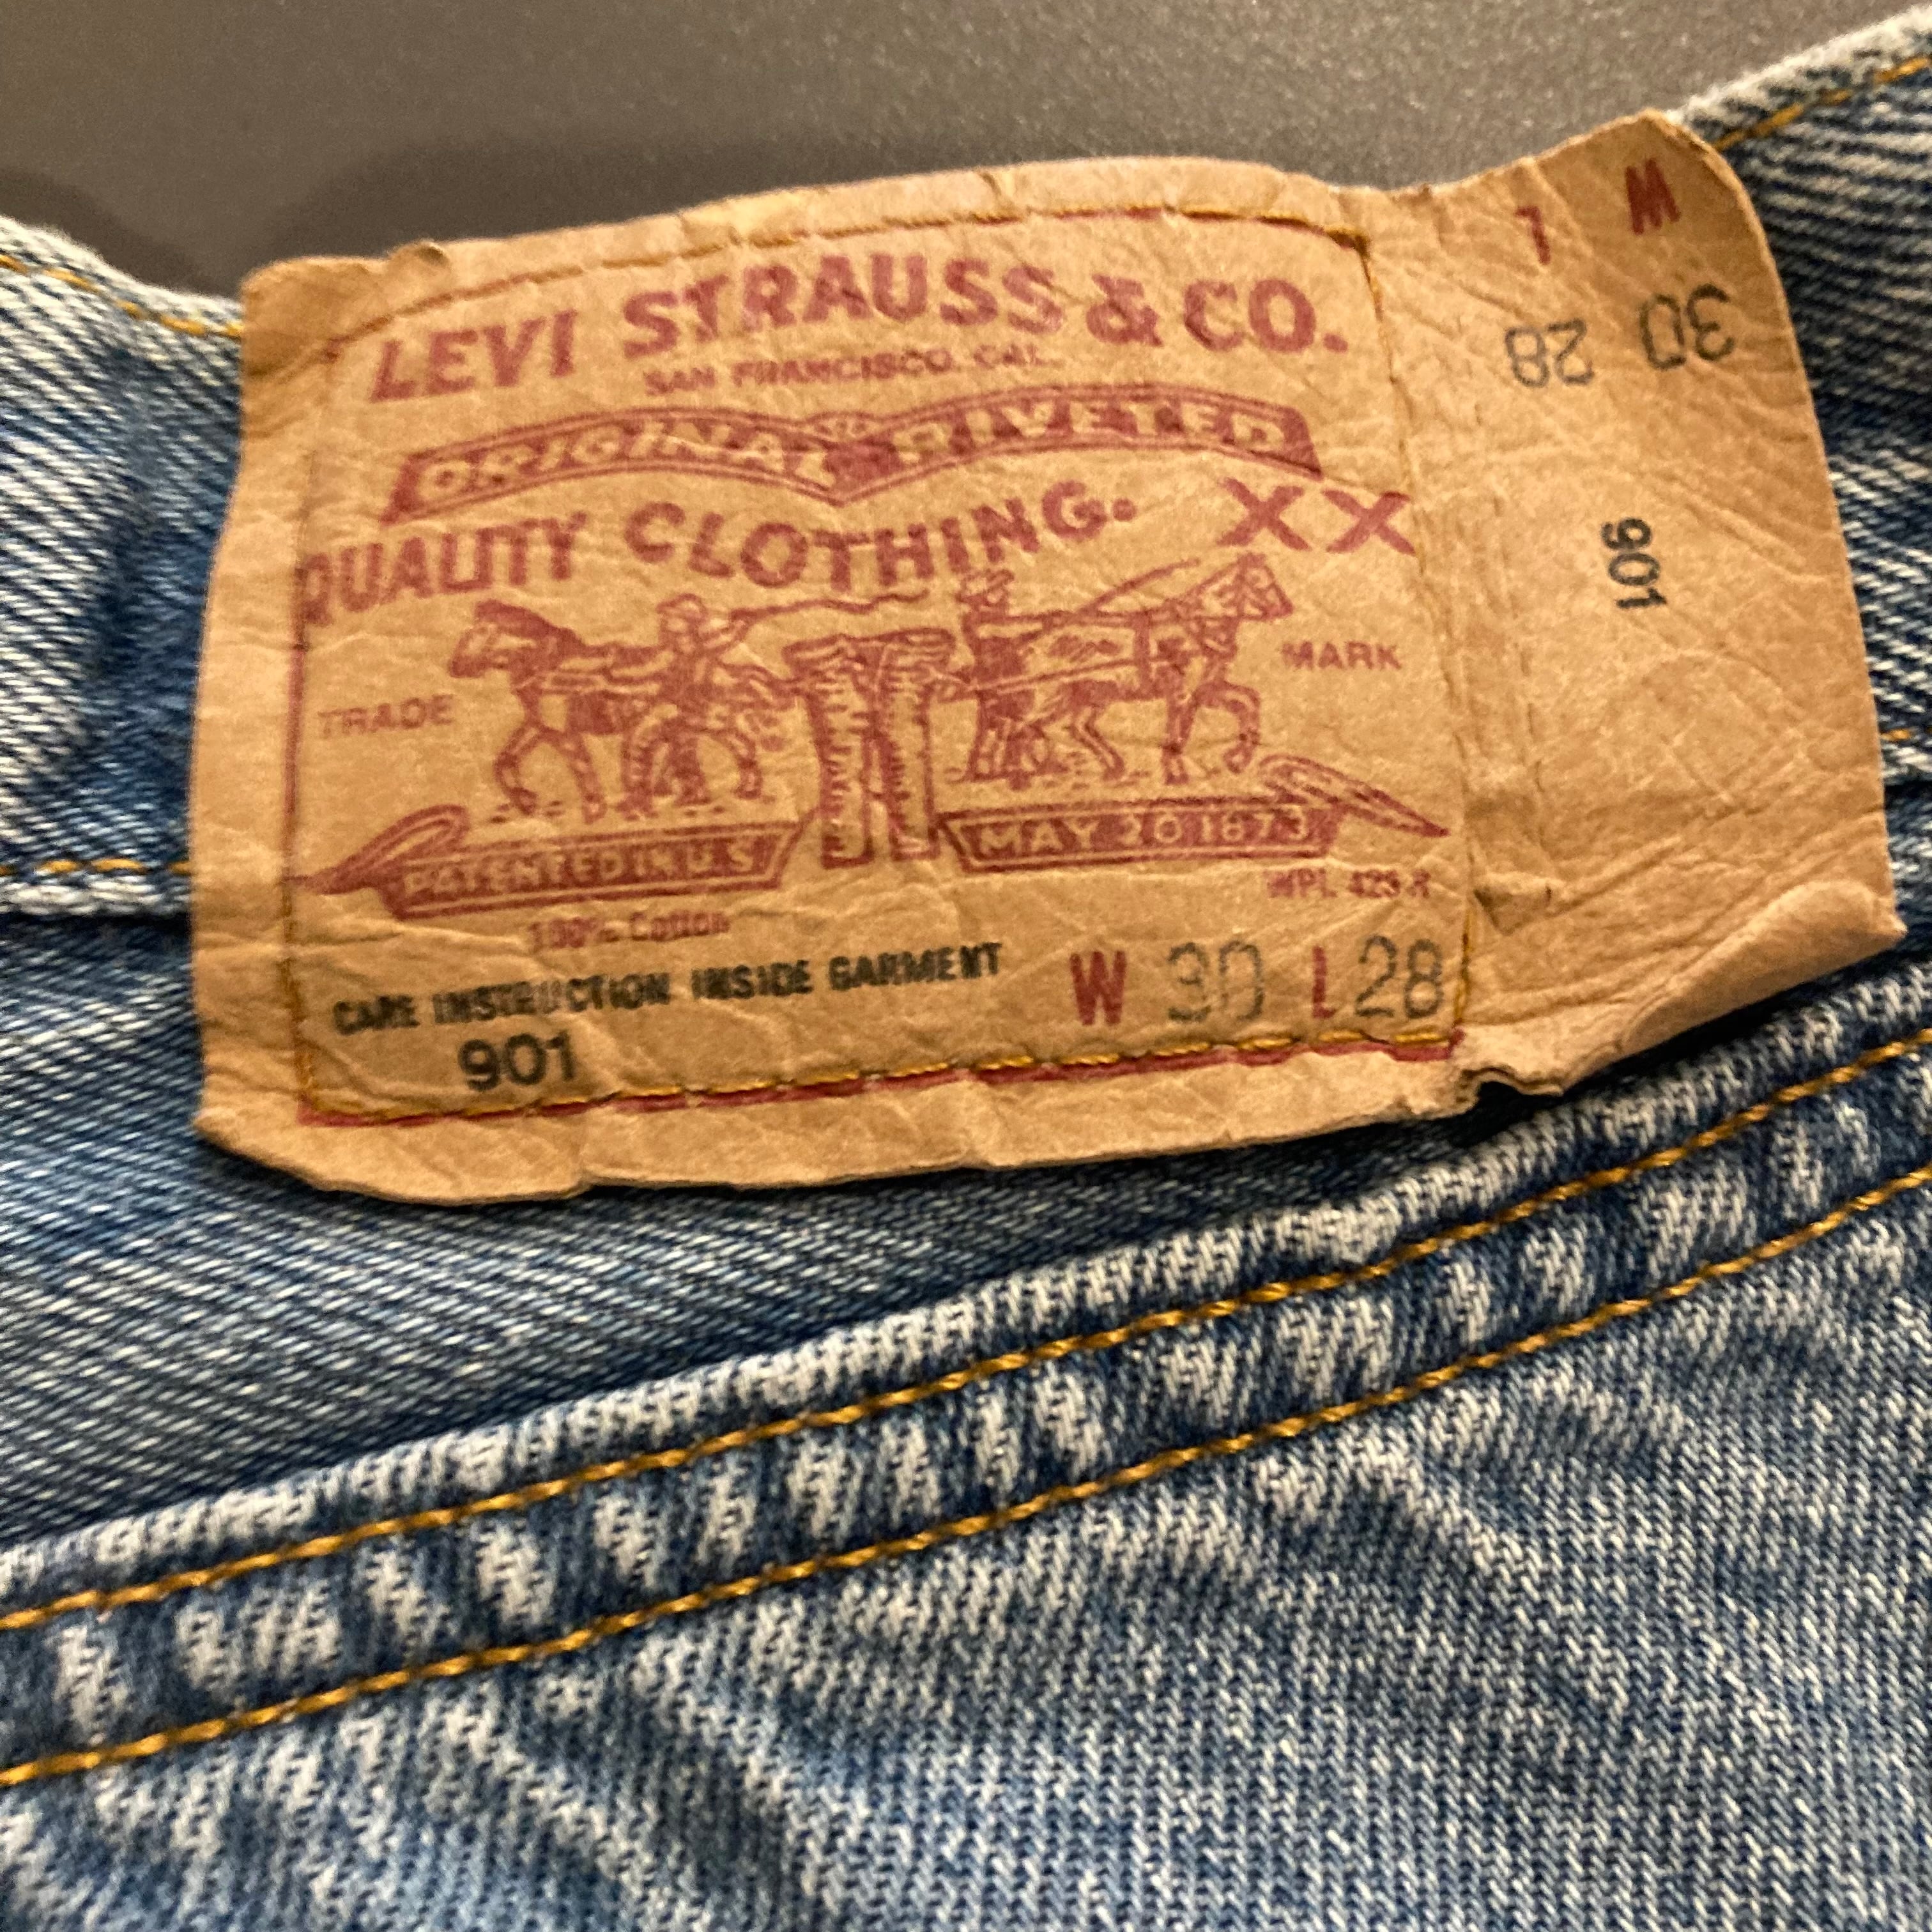 LEVI STRAUSS & CO.
SAN FRANCISCO. CAL.
ORIGINAL RIVETED
QUALITY CLOTHING. XX
TRADE MARK
PATENTED IN U.S MAY 20 1873
WPL 423-R
100% Cotton
CARE INSTRUCTION INSIDE GARMENT
W 30 L 28
901
W 30
L 28
901